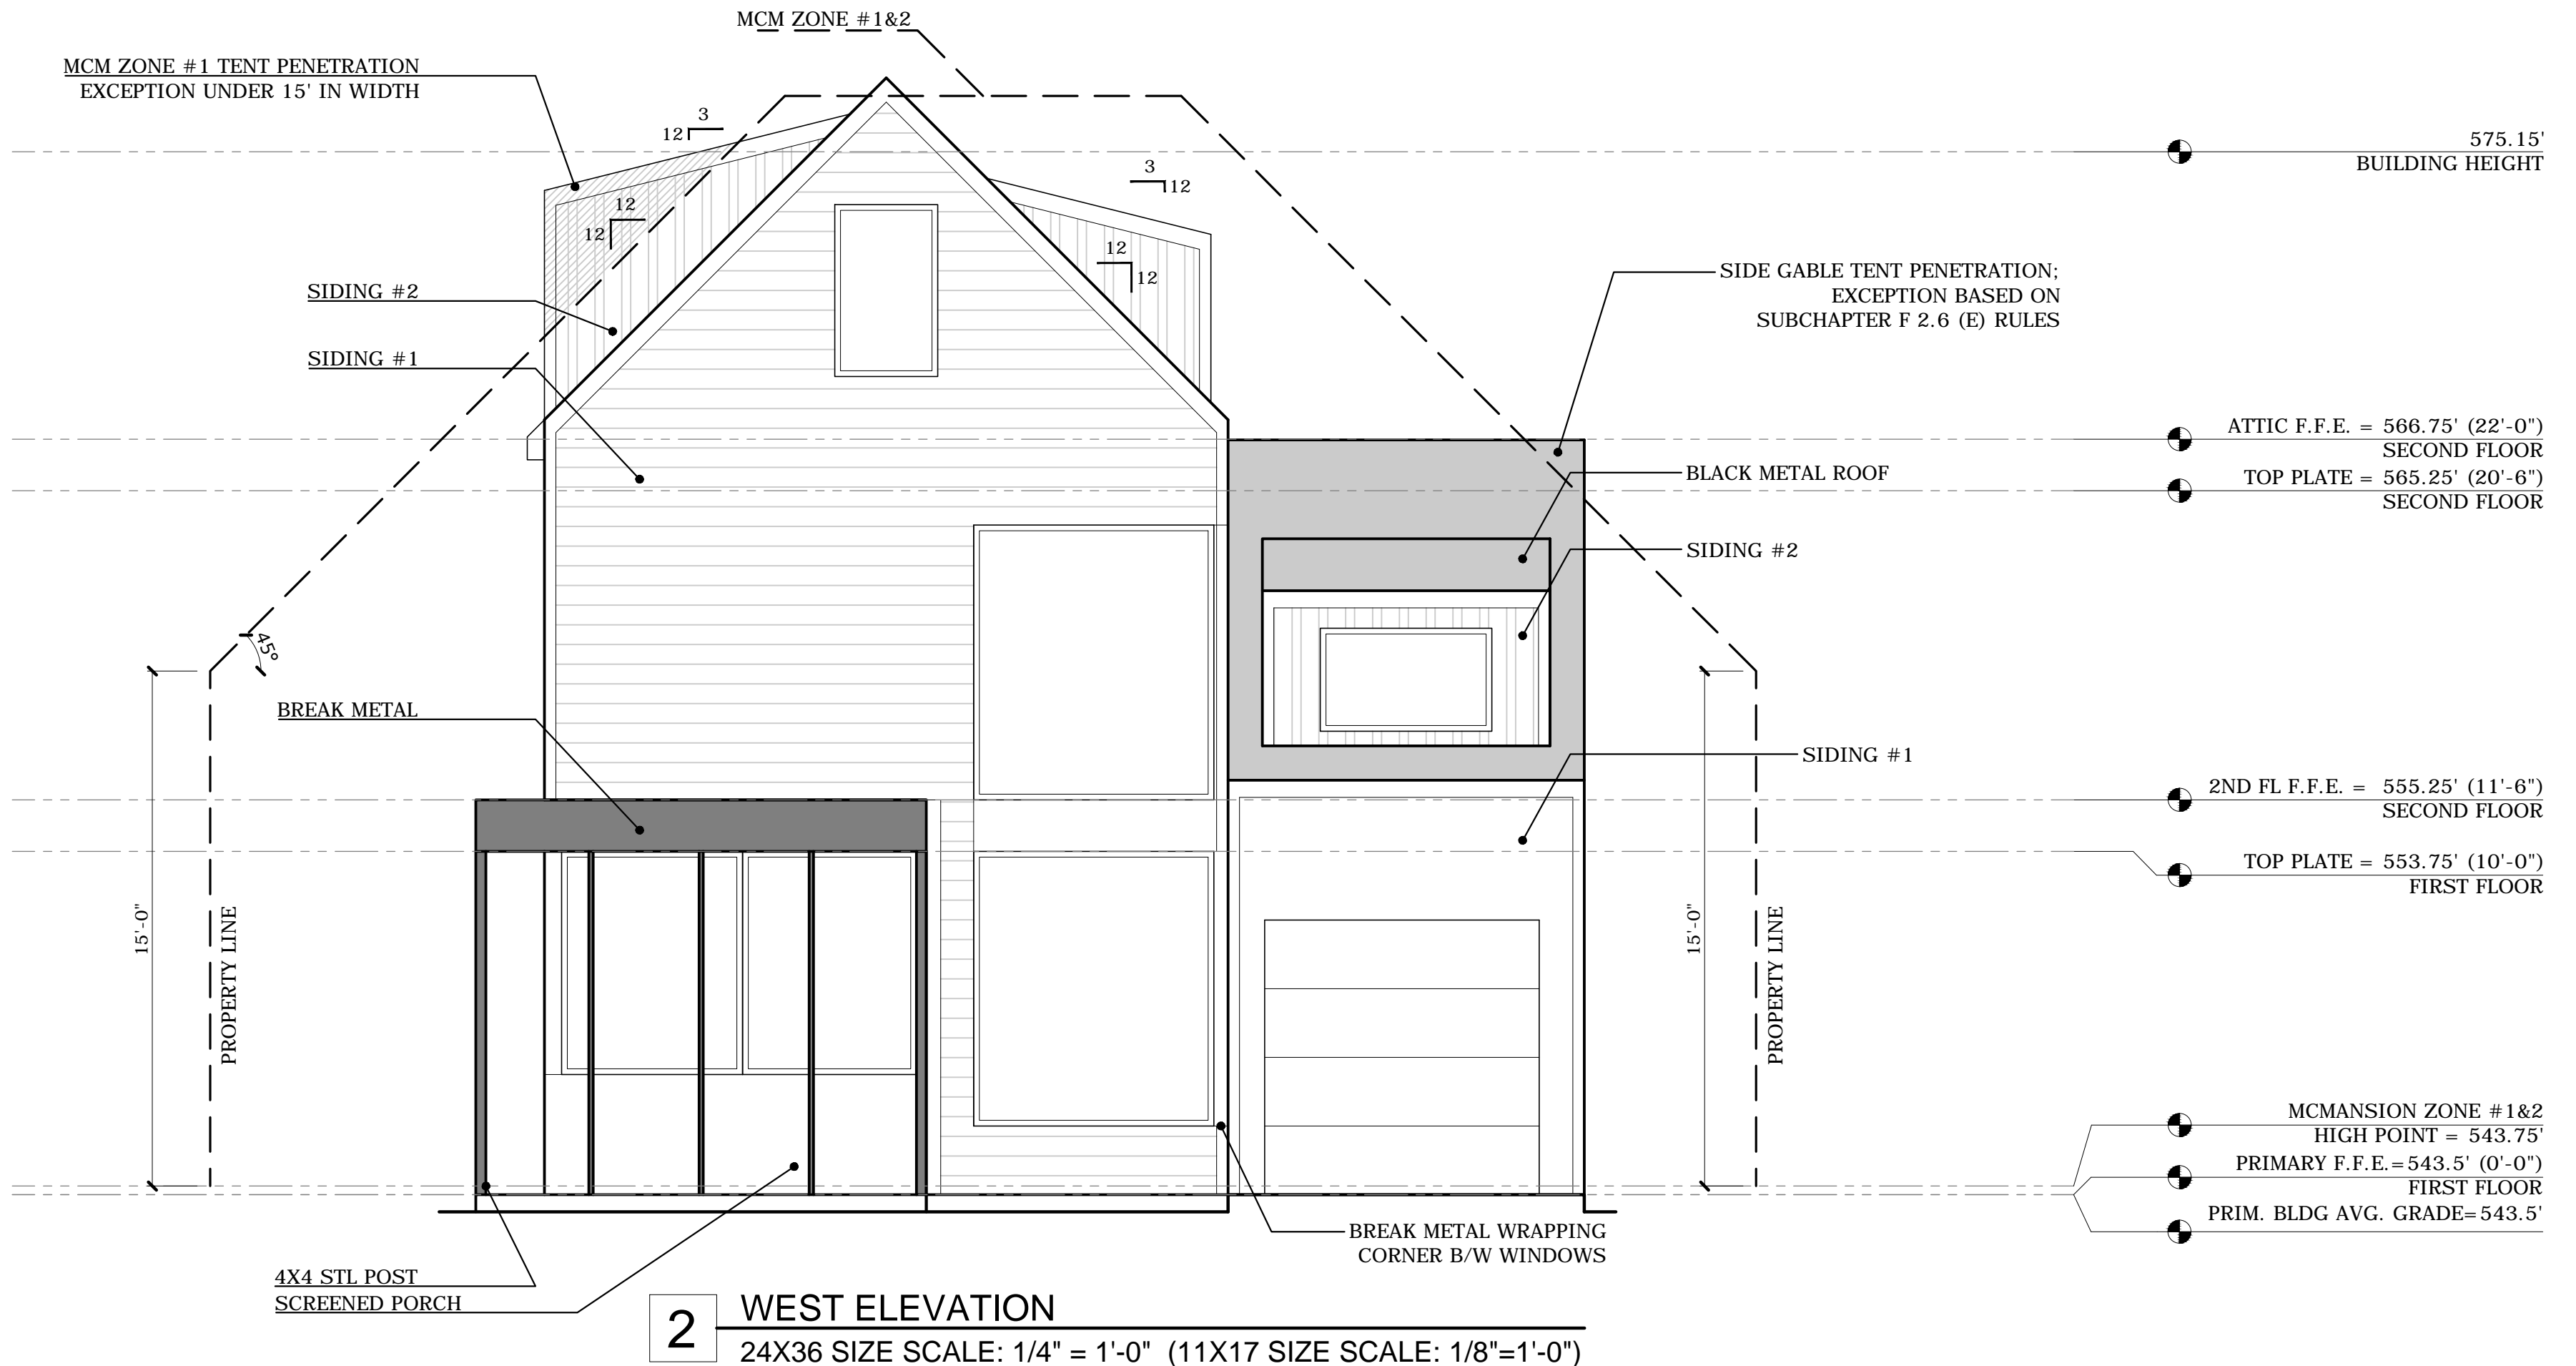 MCM ZONE #1&2
MCM ZONE #1 TENT PENETRATION
EXCEPTION UNDER 15' IN WIDTH
3
12
12
12
3
12
12
12
575.15'
BUILDING HEIGHT
SIDING #2
SIDING #1
SIDE GABLE TENT PENETRATION;
EXCEPTION BASED ON
SUBCHAPTER F 2.6 (E) RULES
ATTIC F.F.E. = 566.75' (22'-0")
SECOND FLOOR
BLACK METAL ROOF
TOP PLATE = 565.25' (20'-6")
SECOND FLOOR
SIDING #2
45°
BREAK METAL
SIDING #1
2ND FL F.F.E. = 555.25' (11'-6")
SECOND FLOOR
TOP PLATE = 553.75' (10'-0")
FIRST FLOOR
15'-0"
PROPERTY LINE
15'-0"
PROPERTY LINE
MCMANSION ZONE #1&2
HIGH POINT = 543.75'
PRIMARY F.F.E.=543.5' (0'-0")
FIRST FLOOR
PRIM. BLDG AVG. GRADE=543.5'
BREAK METAL WRAPPING
CORNER B/W WINDOWS
4X4 STL POST
SCREENED PORCH
2
WEST ELEVATION
24X36 SIZE SCALE: 1/4" = 1'-0" (11X17 SIZE SCALE: 1/8"=1'-0")